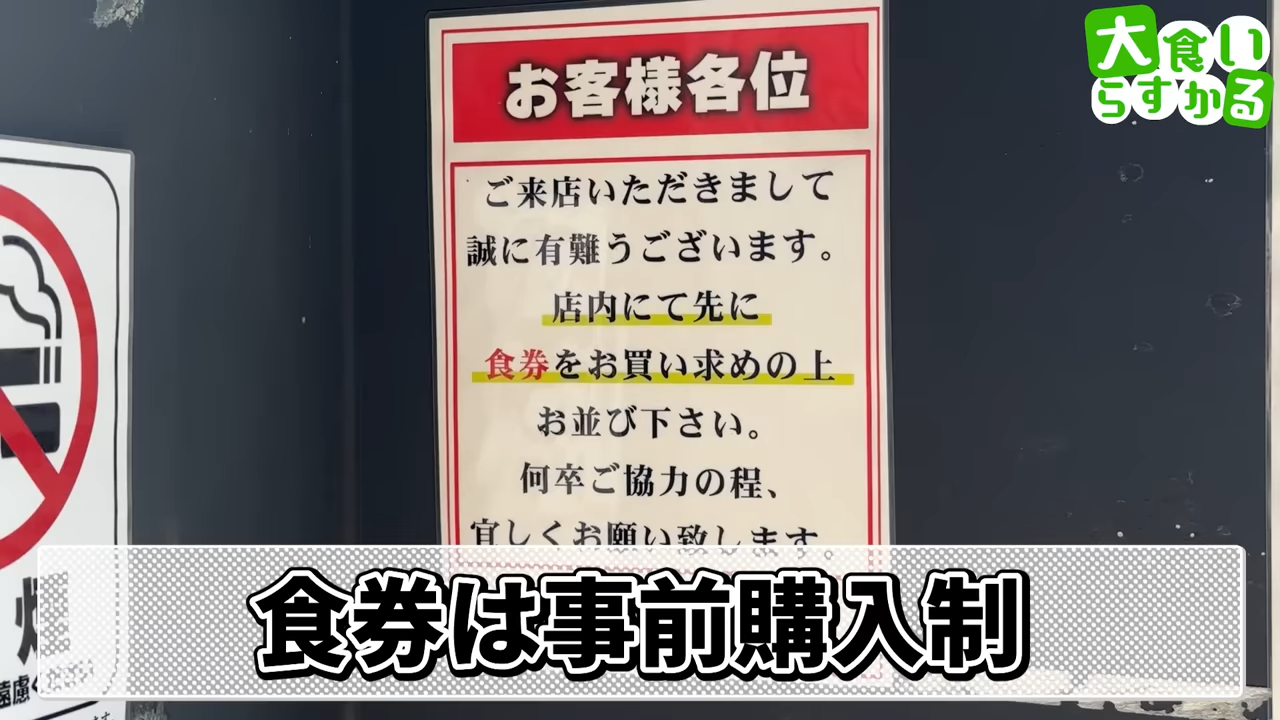 大食い
らすかる
お客様各位
ご来店いただきまして
誠に有難うございます。
店内にて先に
食券をお買い求めの上
お並び下さい。
何卒ご協力の程、
宜しくお願い致します。
食券は事前購入制